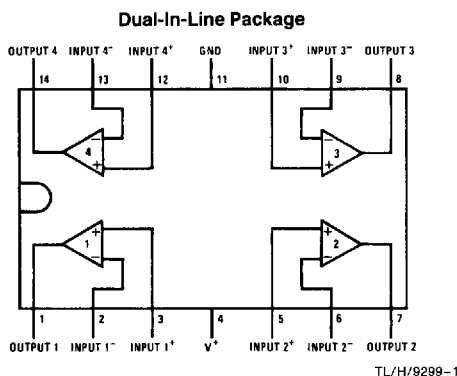 Dual-In-Line Package
OUTPUT 4 INPUT 4⁻ INPUT 4⁺ GND INPUT 3⁺ INPUT 3⁻ OUTPUT 3
14 13 12 11 10 9 8
− −
4 3
+ +
+ +
1 2
− −
1 2 3 4 5 6 7
OUTPUT 1 INPUT 1⁻ INPUT 1⁺ V⁺ INPUT 2⁺ INPUT 2⁻ OUTPUT 2
TL/H/9299-1